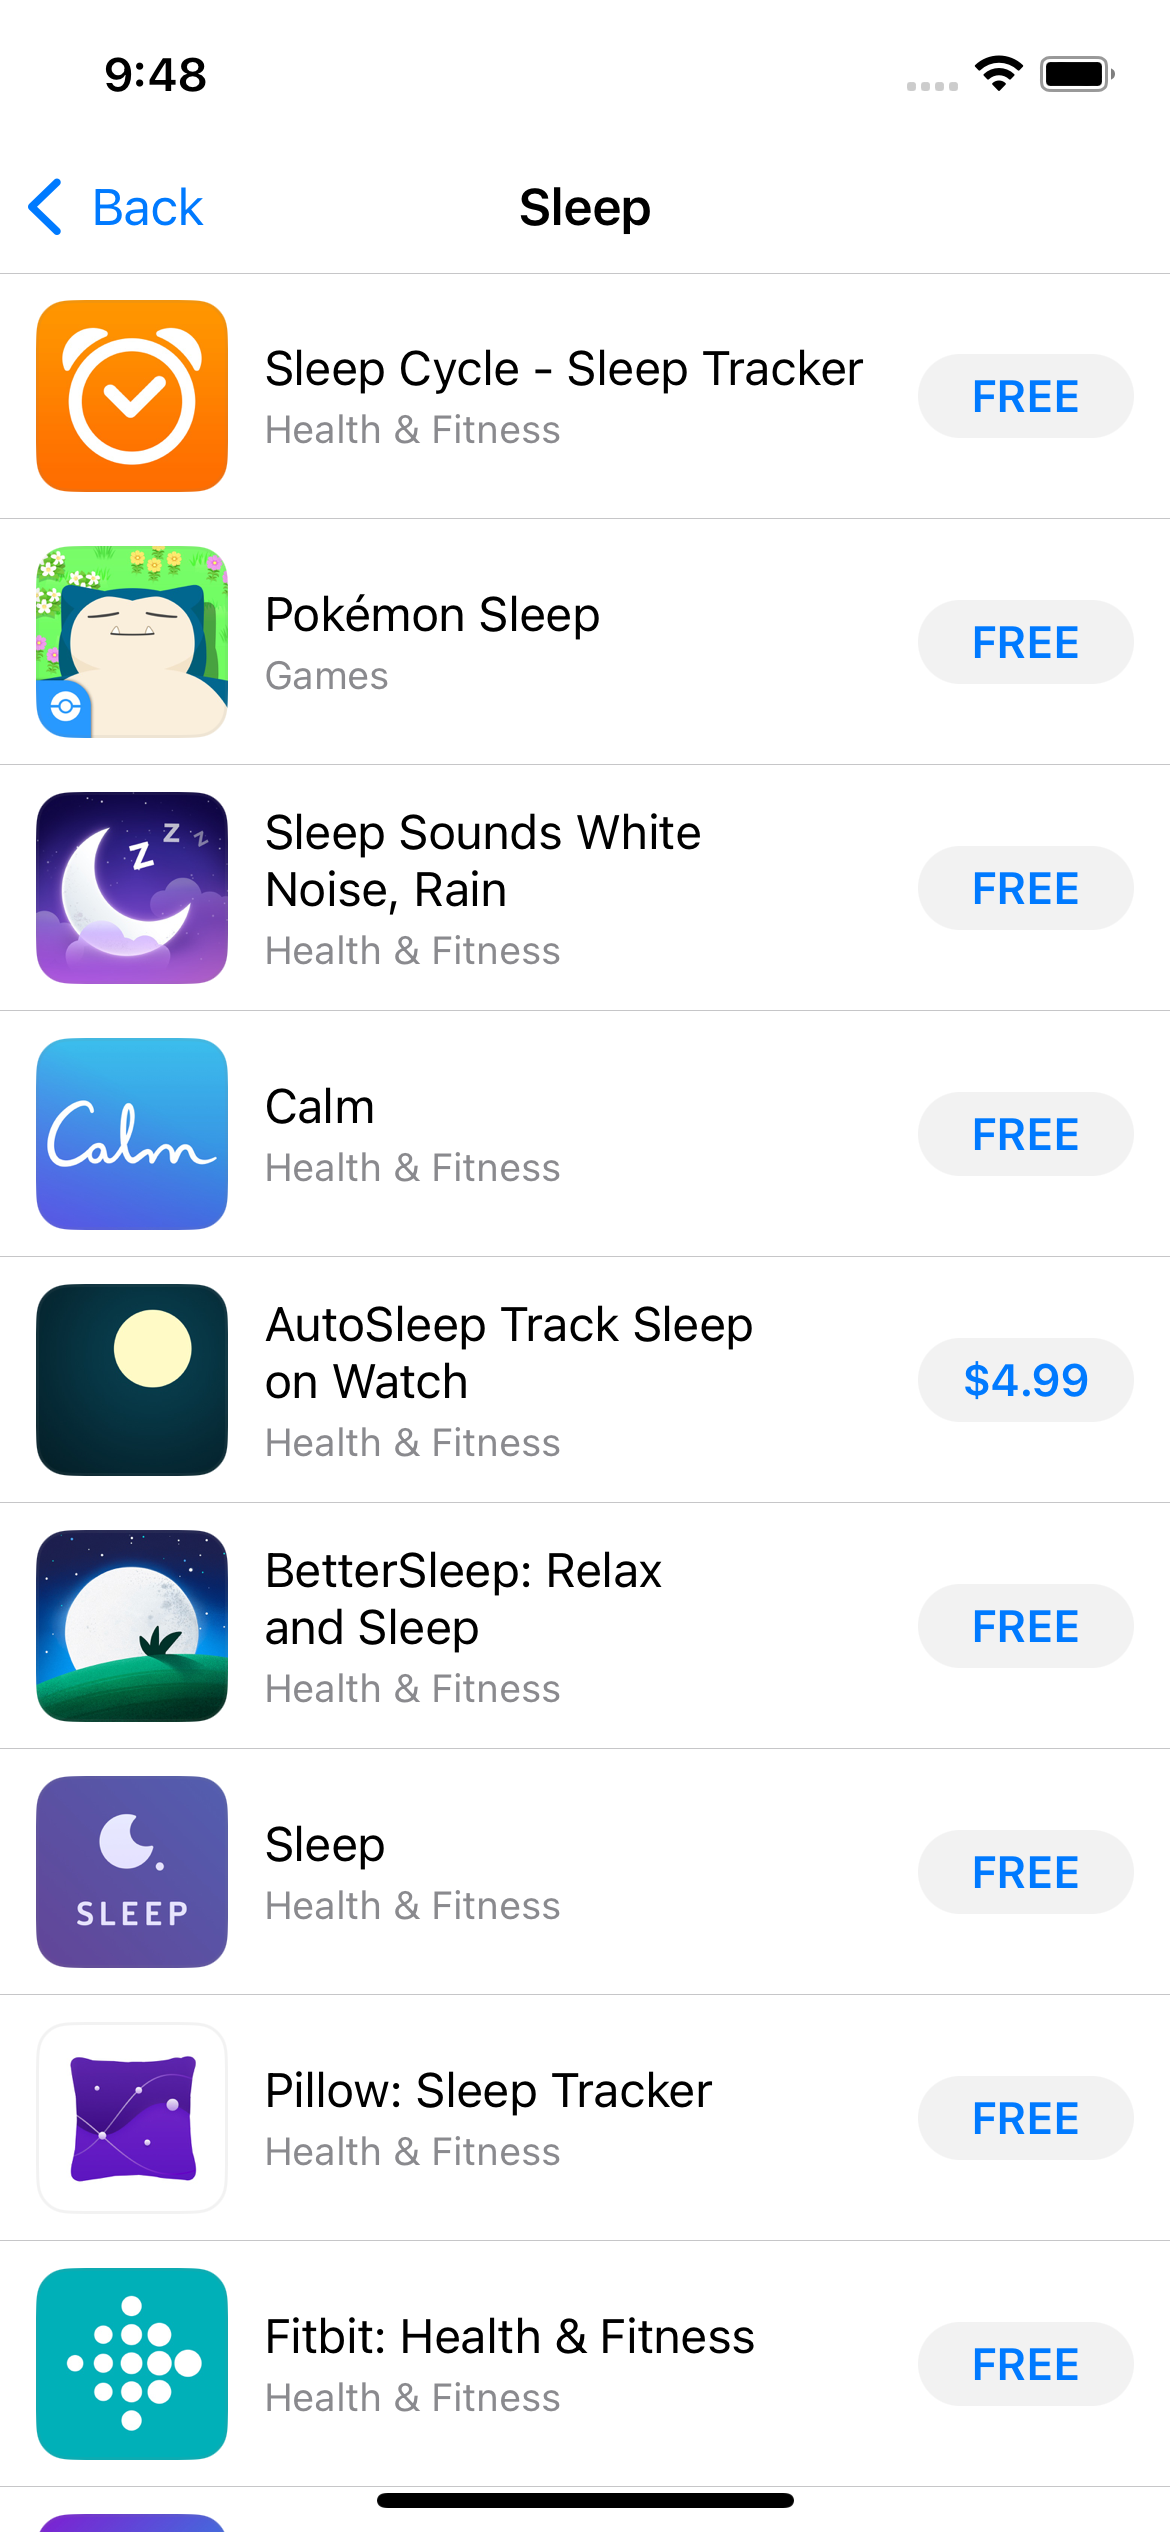 9:48
Back
Sleep
Sleep Cycle - Sleep Tracker
Health & Fitness
FREE
Pokémon Sleep
Games
FREE
z z z
Sleep Sounds White
Noise, Rain
Health & Fitness
FREE
Calm
Calm
Health & Fitness
FREE
AutoSleep Track Sleep
on Watch
Health & Fitness
$4.99
BetterSleep: Relax
and Sleep
Health & Fitness
FREE
SLEEP
Sleep
Health & Fitness
FREE
Pillow: Sleep Tracker
Health & Fitness
FREE
Fitbit: Health & Fitness
Health & Fitness
FREE